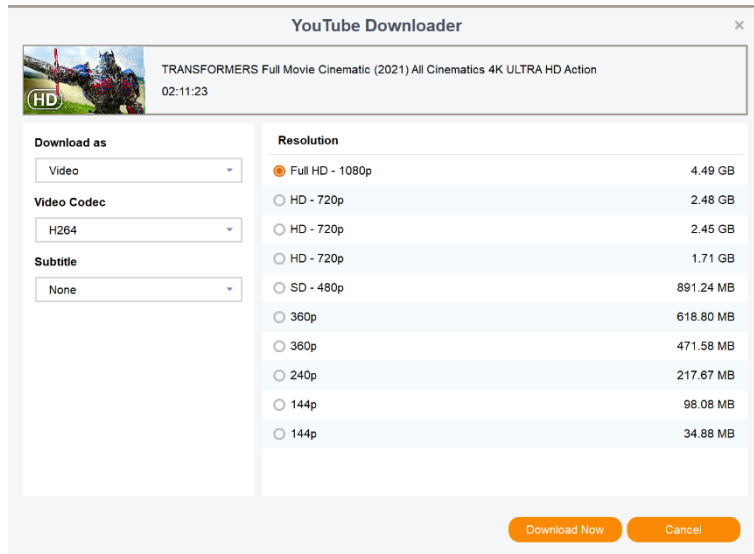 YouTube Downloader
×
TRANSFORMERS Full Movie Cinematic (2021) All Cinematics 4K ULTRA HD Action
02:11:23
HD
Download as
Video
Video Codec
H264
Subtitle
None
Resolution
Full HD - 1080p 4.49 GB
HD - 720p 2.48 GB
HD - 720p 2.45 GB
HD - 720p 1.71 GB
SD - 480p 891.24 MB
360p 618.80 MB
360p 471.58 MB
240p 217.67 MB
144p 98.08 MB
144p 34.88 MB
Download Now Cancel